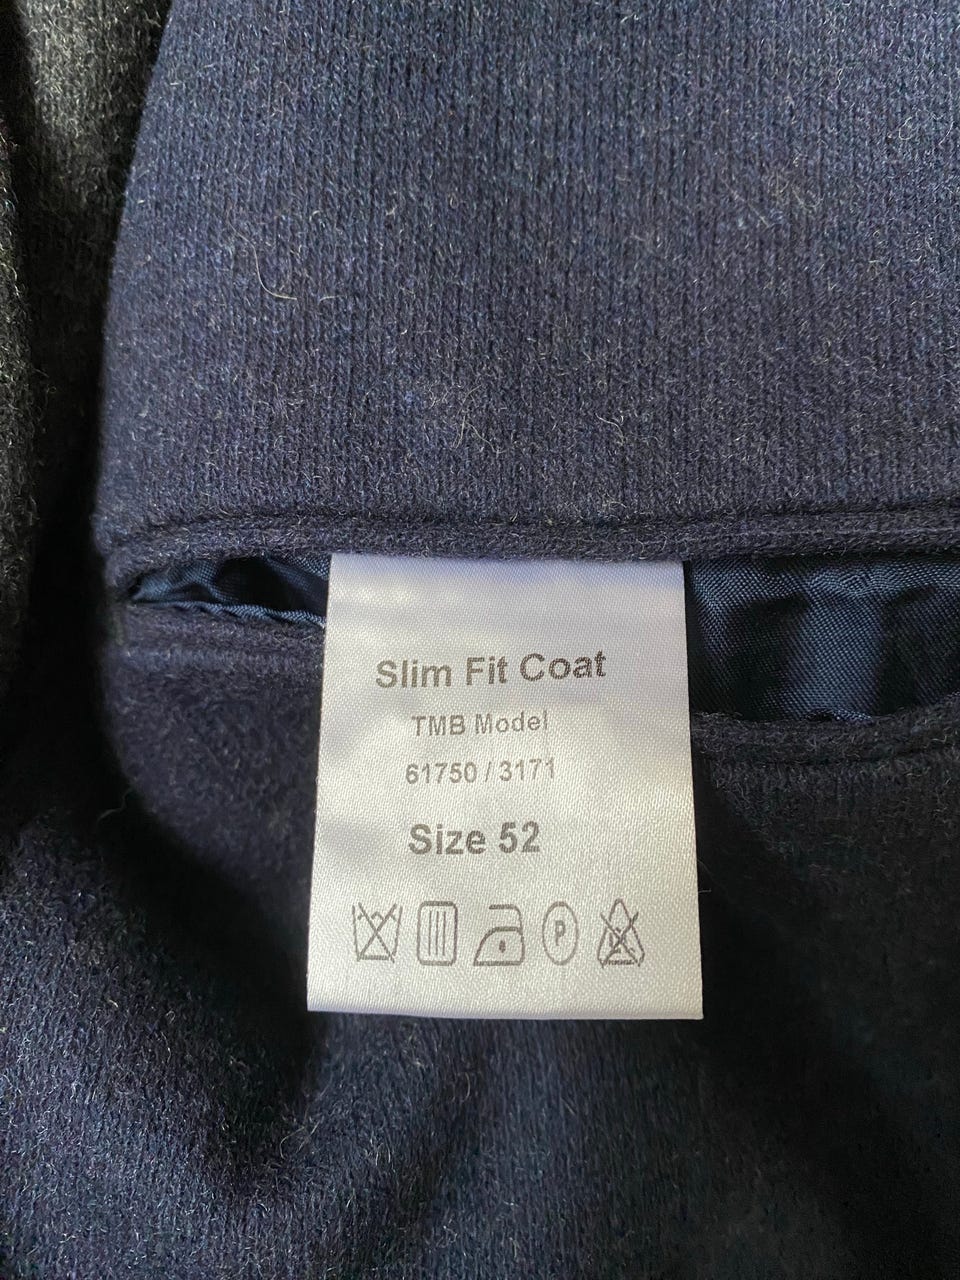 Slim Fit Coat
TMB Model
61750 / 3171
Size 52
P